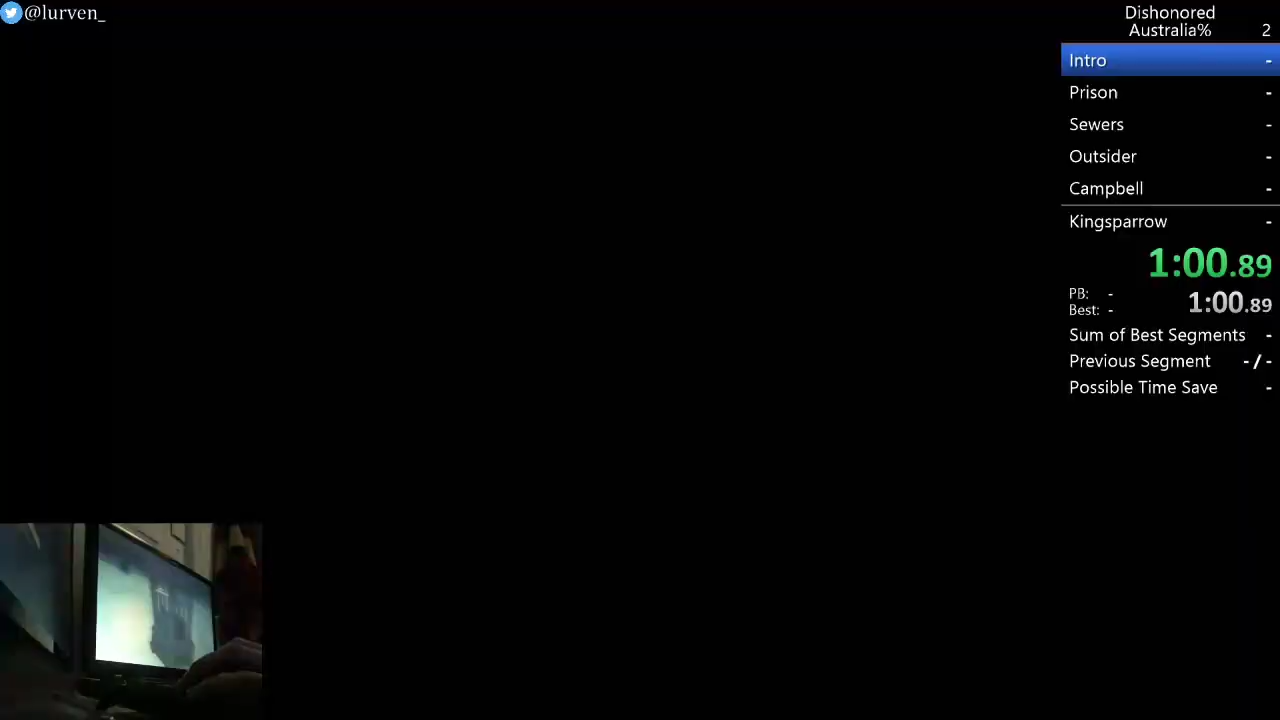 @lurven_
Dishonored
Australia% 2
Intro -
Prison -
Sewers -
Outsider -
Campbell -
Kingsparrow -
1:00.89
PB: -
Best: -
1:00.89
Sum of Best Segments -
Previous Segment - / -
Possible Time Save -